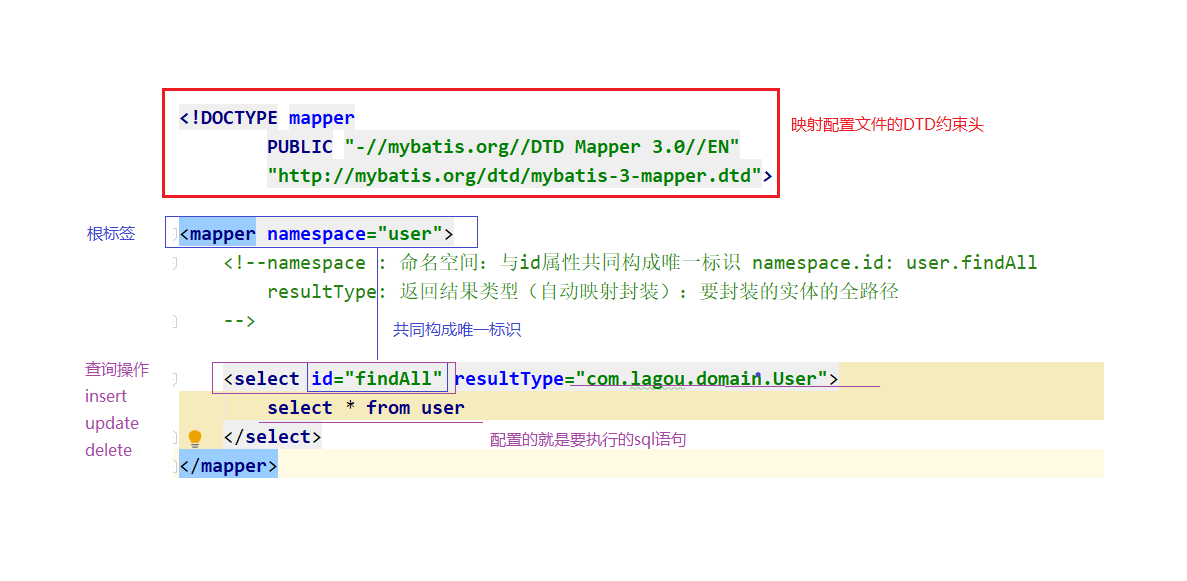 <!DOCTYPE mapper
PUBLIC "-//mybatis.org//DTD Mapper 3.0//EN"
"http://mybatis.org/dtd/mybatis-3-mapper.dtd">
映射配置文件的DTD约束头
根标签
<mapper namespace="user">
<!--namespace : 命名空间：与id属性共同构成唯一标识 namespace.id: user.findAll
resultType: 返回结果类型（自动映射封装）：要封装的实体的全路径
-->
共同构成唯一标识
查询操作
insert
update
delete
<select id="findAll" resultType="com.lagou.domain.User">
select * from user
</select>
配置的就是要执行的sql语句
</mapper>